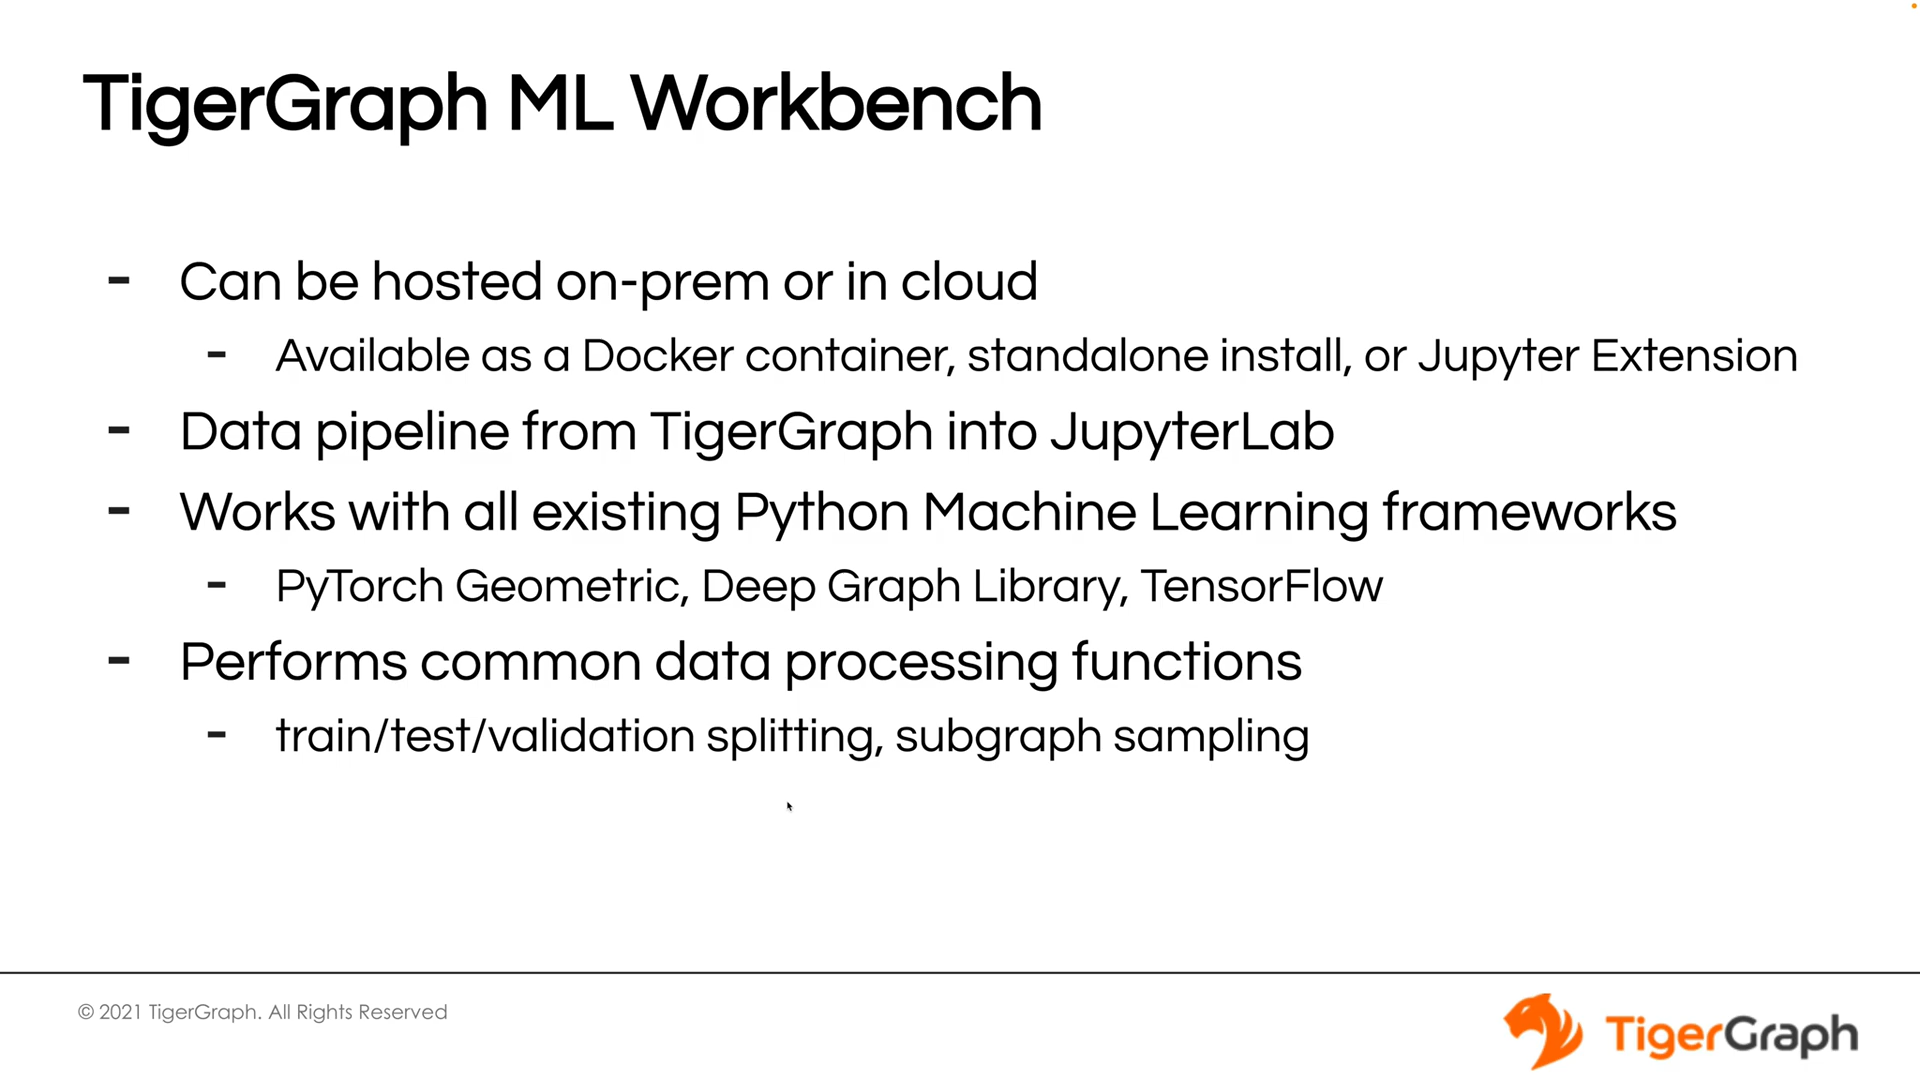 TigerGraph ML Workbench
- Can be hosted on-prem or in cloud
- Available as a Docker container, standalone install, or Jupyter Extension
- Data pipeline from TigerGraph into JupyterLab
- Works with all existing Python Machine Learning frameworks
- PyTorch Geometric, Deep Graph Library, TensorFlow
- Performs common data processing functions
- train/test/validation splitting, subgraph sampling
© 2021 TigerGraph. All Rights Reserved
TigerGraph